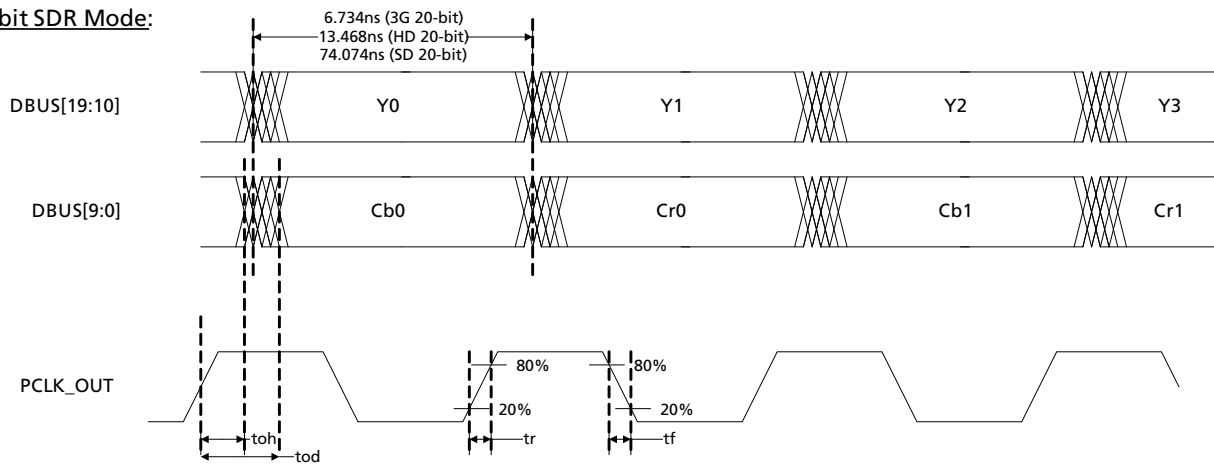 bit SDR Mode:
6.734ns (3G 20-bit)
13.468ns (HD 20-bit)
74.074ns (SD 20-bit)
DBUS[19:10]
Y0
Y1
Y2
Y3
DBUS[9:0]
Cb0
Cr0
Cb1
Cr1
PCLK_OUT
80%
80%
20%
20%
toh
tr
tf
tod